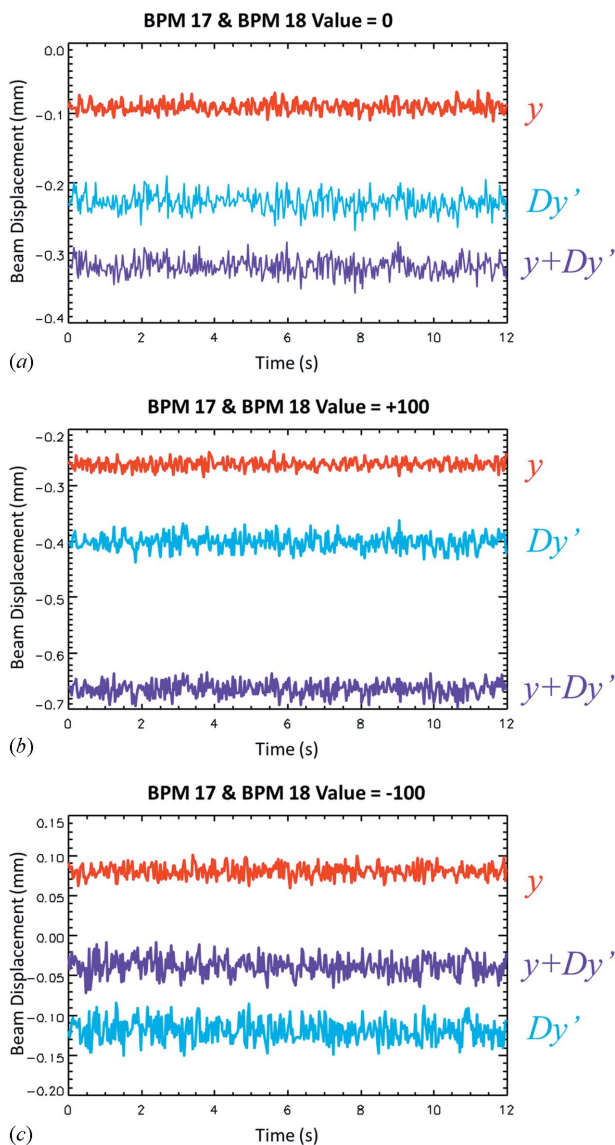 BPM 17 & BPM 18 Value = 0
0.0
−0.1
−0.2
−0.3
−0.4
Beam Displacement (mm)
y
Dy’
y+Dy’
0 2 4 6 8 10 12
Time (s)
(a)
BPM 17 & BPM 18 Value = +100
−0.2
−0.3
−0.4
−0.5
−0.6
−0.7
Beam Displacement (mm)
y
Dy’
y+Dy’
0 2 4 6 8 10 12
Time (s)
(b)
BPM 17 & BPM 18 Value = -100
0.15
0.10
0.05
0.00
−0.05
−0.10
−0.15
−0.20
Beam Displacement (mm)
y
y+Dy’
Dy’
0 2 4 6 8 10 12
Time (s)
(c)